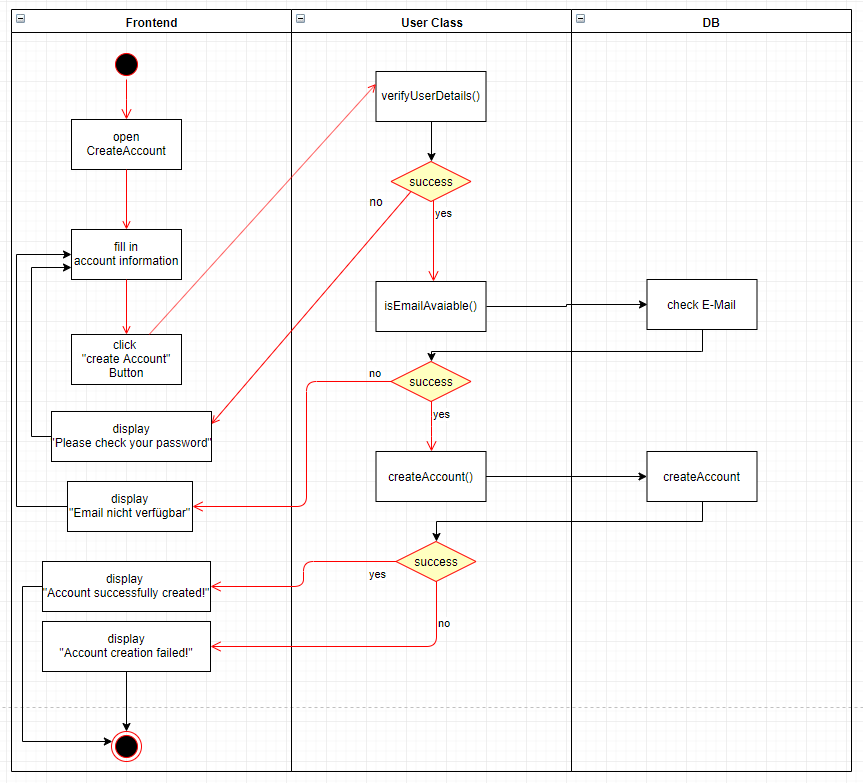 Frontend
User Class
DB
open
CreateAccount
fill in
account information
click
"create Account"
Button
display
"Please check your password"
display
"Email nicht verfügbar"
display
"Account successfully created!"
display
"Account creation failed!"
verifyUserDetails()
success
no
yes
isEmailAvaiable()
success
no
yes
createAccount()
success
yes
no
check E-Mail
createAccount